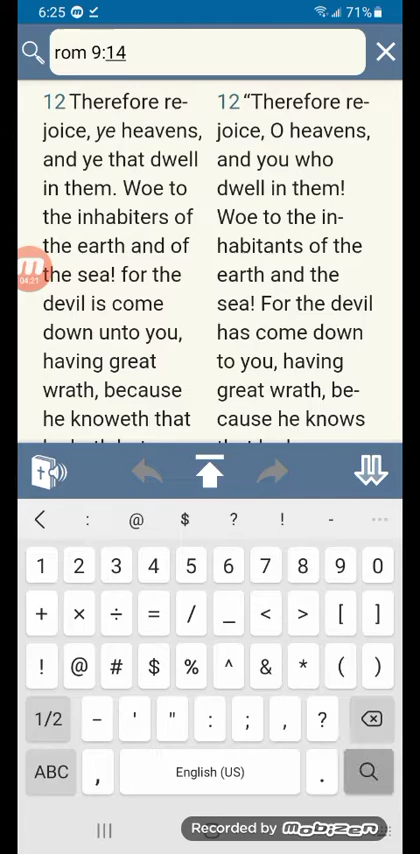 6:25 71%
rom 9:14
12 Therefore re-
joice, ye heavens,
and ye that dwell
in them. Woe to
the inhabiters of
the earth and of
the sea! for the
devil is come
down unto you,
having great
wrath, because
he knoweth that
12 “Therefore re-
joice, O heavens,
and you who
dwell in them!
Woe to the in-
habitants of the
earth and the
sea! For the devil
has come down
to you, having
great wrath, be-
cause he knows
04:21
: @ $ ? ! - ...
1 2 3 4 5 6 7 8 9 0
+ × ÷ = / _ < > [ ]
! @ # $ % ^ & * ( )
1/2 - ' " : ; , ?
ABC , English (US) .
Recorded by mobizen